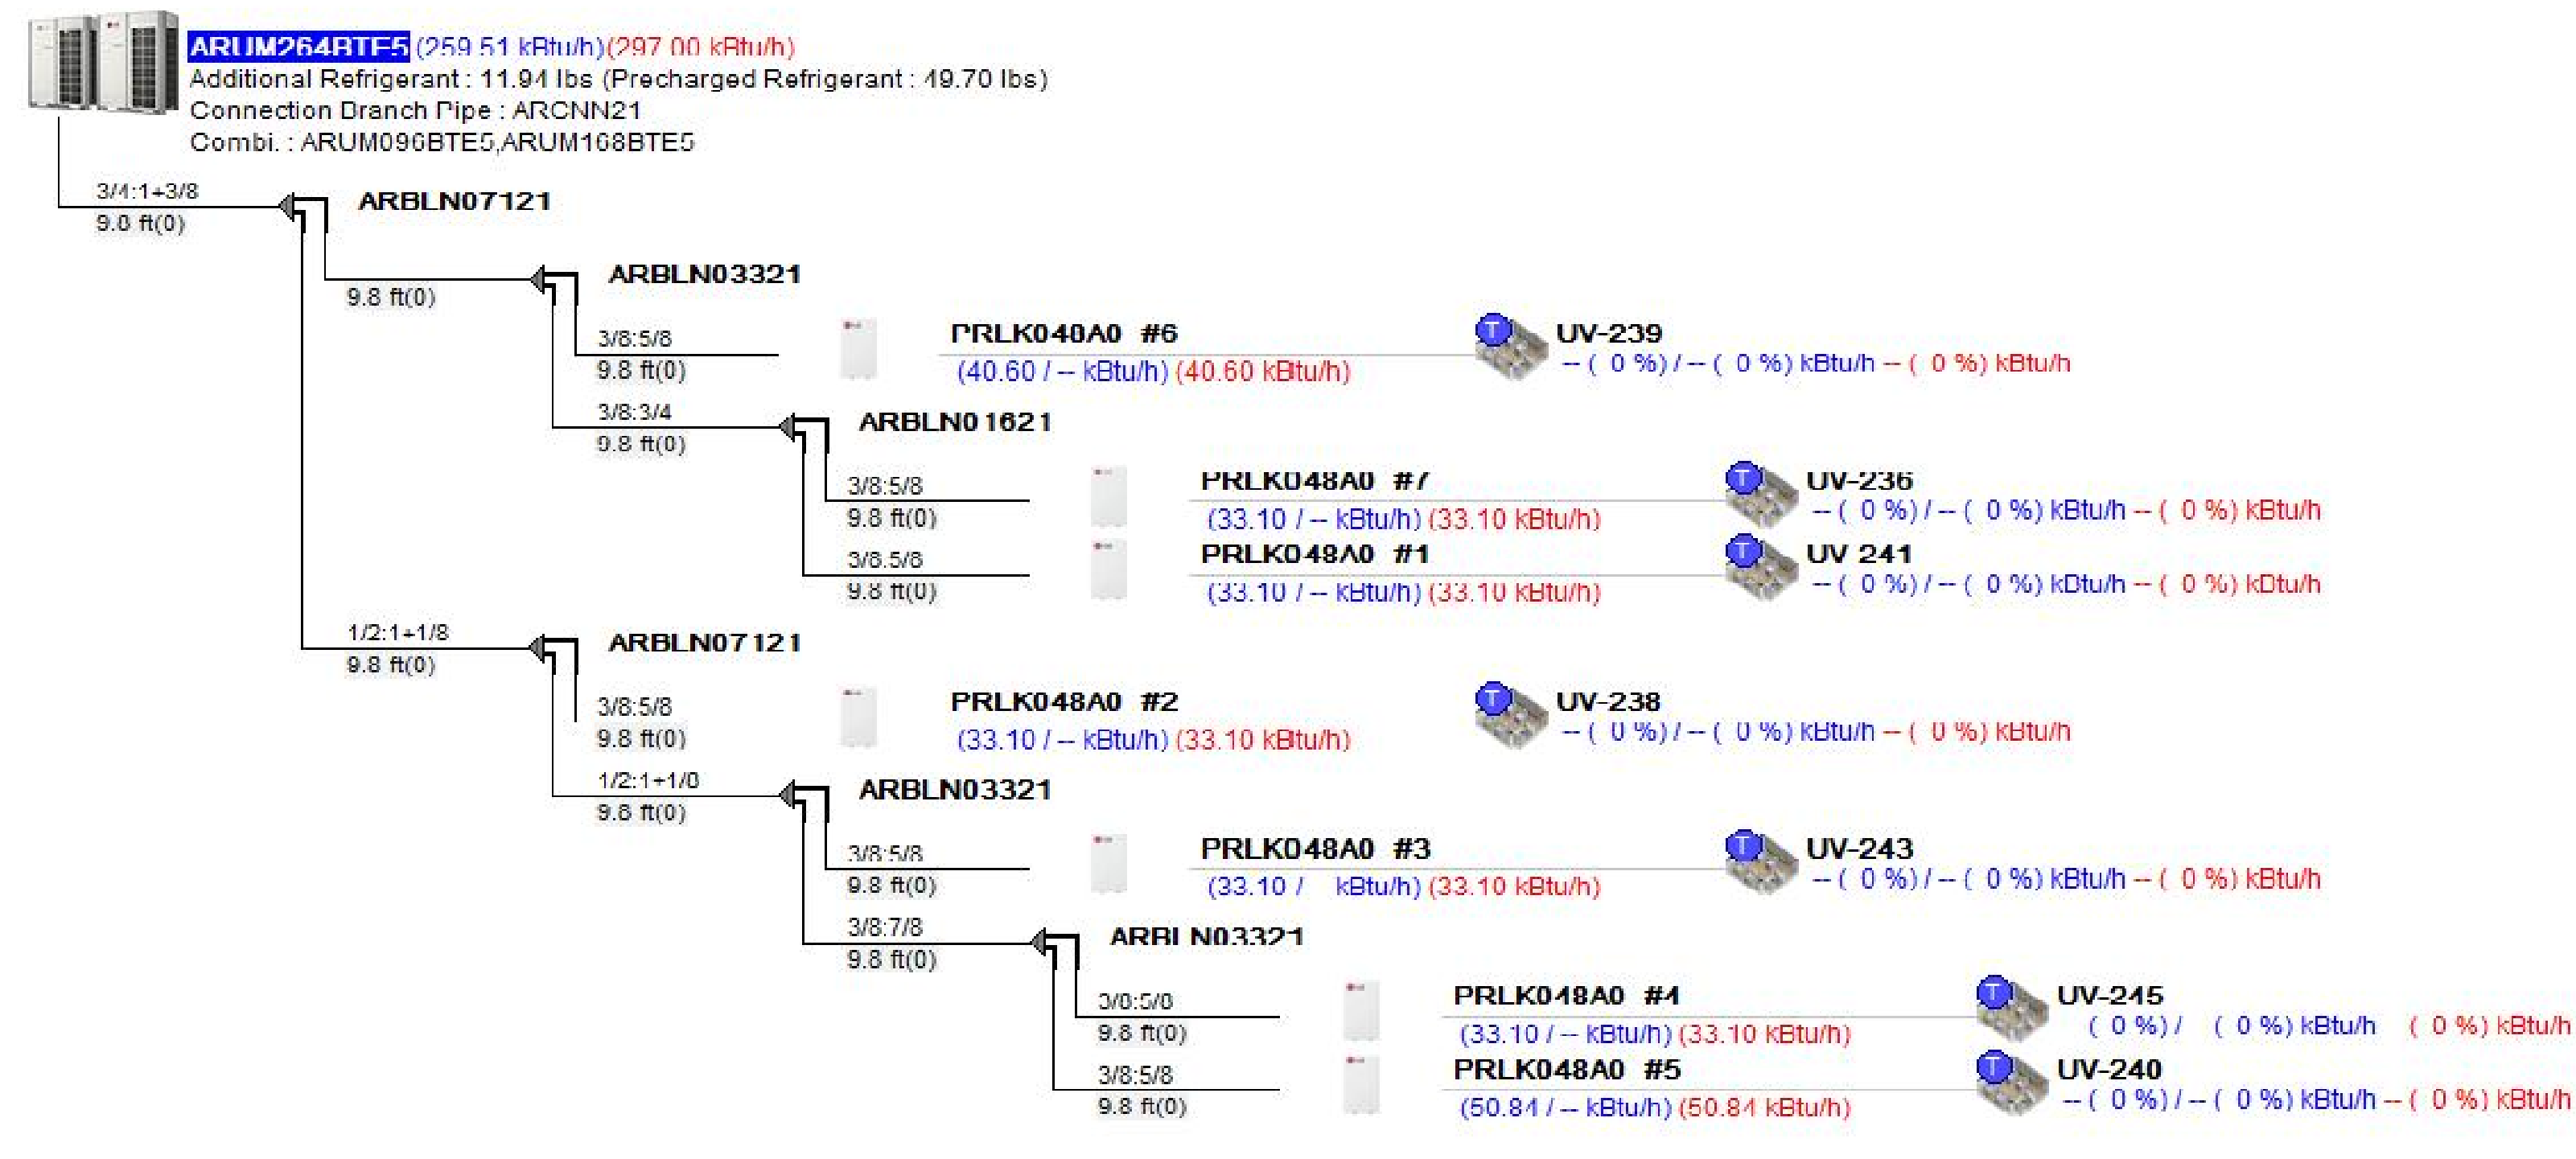 ARUM264BTE5 (259.51 kBtu/h)(297.00 kBtu/h)
Additional Refrigerant : 11.94 lbs (Precharged Refrigerant : 49.70 lbs)
Connection Branch Pipe : ARCNN21
Combi. : ARUM096BTE5,ARUM168BTE5
3/4:1+3/8
9.8 ft(0)
ARBLN07121
9.8 ft(0)
ARBLN03321
3/8:5/8
9.8 ft(0)
PRLK048A0 #6
(40.60 / -- kBtu/h) (40.60 kBtu/h)
UV-239
-- ( 0 %) / -- ( 0 %) kBtu/h -- ( 0 %) kBtu/h
3/8:3/4
9.8 ft(0)
ARBLN01621
3/8:5/8
9.8 ft(0)
PRLK048A0 #7
(33.10 / -- kBtu/h) (33.10 kBtu/h)
UV-236
-- ( 0 %) / -- ( 0 %) kBtu/h -- ( 0 %) kBtu/h
3/8:5/8
9.8 ft(0)
PRLK048A0 #1
(33.10 / -- kBtu/h) (33.10 kBtu/h)
UV-241
-- ( 0 %) / -- ( 0 %) kBtu/h -- ( 0 %) kBtu/h
1/2:1+1/8
9.8 ft(0)
ARBLN07121
3/8:5/8
9.8 ft(0)
PRLK048A0 #2
(33.10 / -- kBtu/h) (33.10 kBtu/h)
UV-238
-- ( 0 %) / -- ( 0 %) kBtu/h -- ( 0 %) kBtu/h
1/2:1+1/8
9.8 ft(0)
ARBLN03321
3/8:5/8
9.8 ft(0)
PRLK048A0 #3
(33.10 / kBtu/h) (33.10 kBtu/h)
UV-243
-- ( 0 %) / -- ( 0 %) kBtu/h -- ( 0 %) kBtu/h
3/8:7/8
9.8 ft(0)
ARBLN03321
3/8:5/8
9.8 ft(0)
PRLK048A0 #4
(33.10 / -- kBtu/h) (33.10 kBtu/h)
UV-245
( 0 %) / ( 0 %) kBtu/h ( 0 %) kBtu/h
3/8:5/8
9.8 ft(0)
PRLK048A0 #5
(50.84 / -- kBtu/h) (50.84 kBtu/h)
UV-240
-- ( 0 %) / -- ( 0 %) kBtu/h -- ( 0 %) kBtu/h